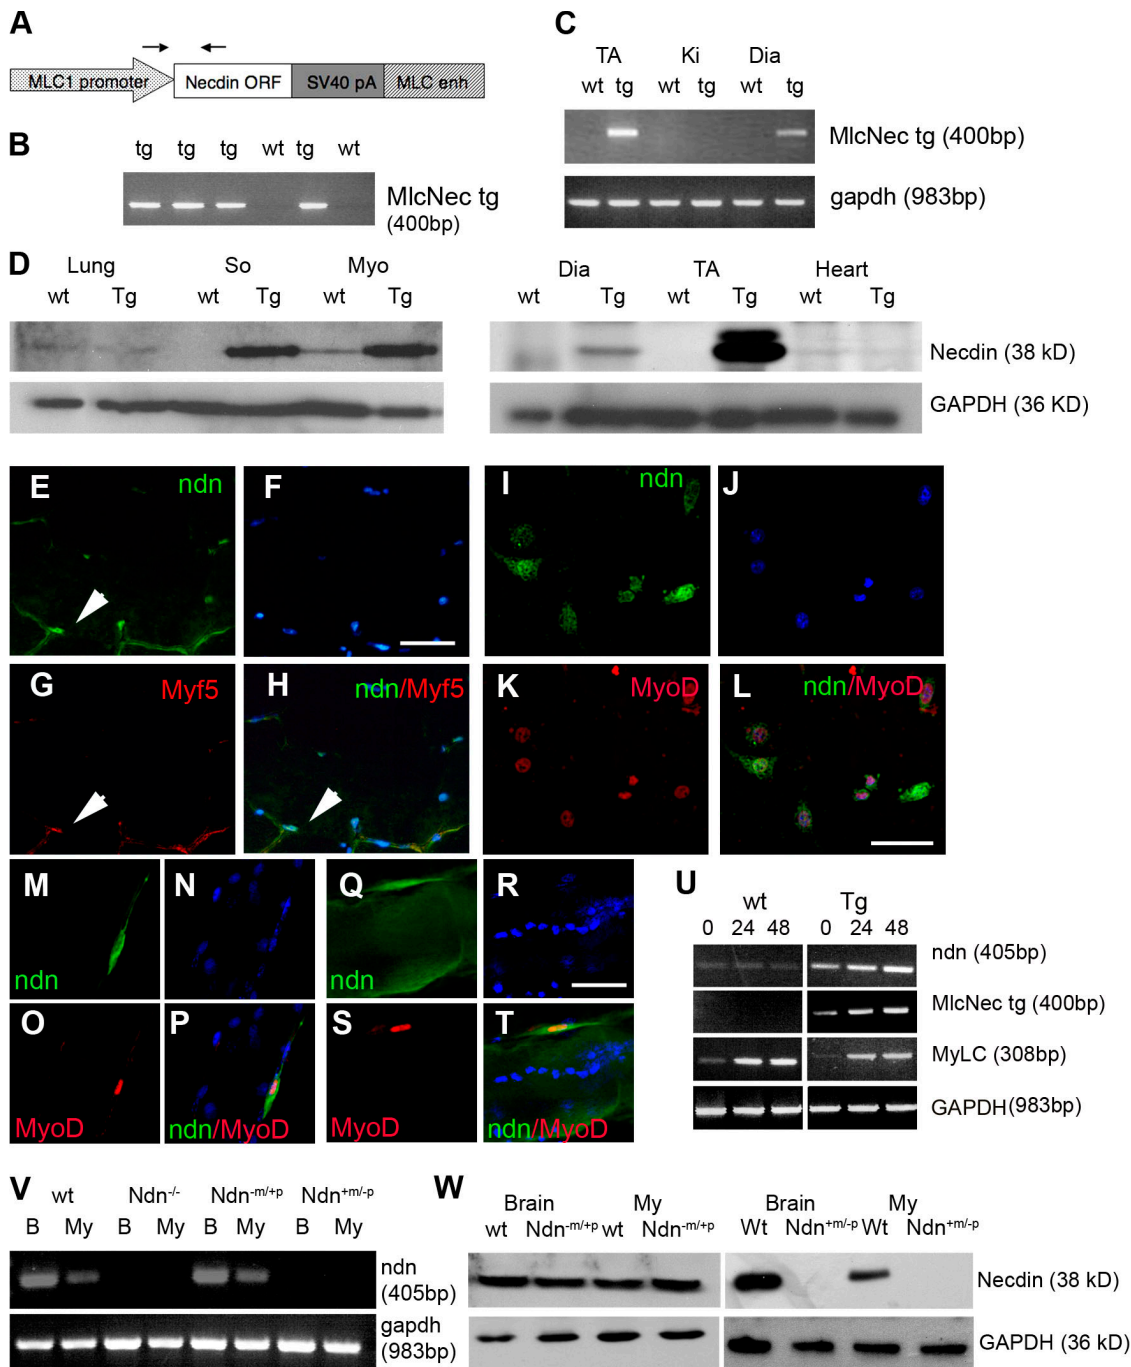 A
MLC1 promoter Necdin ORF SV40 pA MLC enh
B
tg tg tg wt tg wt
MlcNec tg
(400bp)
C
TA Ki Dia
wt tg wt tg wt tg
MlcNec tg (400bp)
gapdh (983bp)
D
Lung So Myo
wt Tg wt Tg wt Tg
Dia TA Heart
wt Tg wt Tg wt Tg
Necdin (38 kD)
GAPDH (36 KD)
E ndn
F
G Myf5
H ndn/Myf5
I ndn
J
K MyoD
L ndn/MyoD
M
ndn
N
O
MyoD
P
ndn/MyoD
Q
ndn
R
S
MyoD
T
ndn/MyoD
U
wt Tg
0 24 48 0 24 48
ndn (405bp)
MlcNec tg (400bp)
MyLC (308bp)
GAPDH (983bp)
V
wt Ndn-/- Ndn-m/+p Ndn+m/-p
B My B My B My B My
ndn
(405bp)
gapdh
(983bp)
W
Brain My
wt Ndn-m/+p wt Ndn-m/+p
Brain My
Wt Ndn+m/-p Wt Ndn+m/-p
Necdin (38 kD)
GAPDH (36 kD)